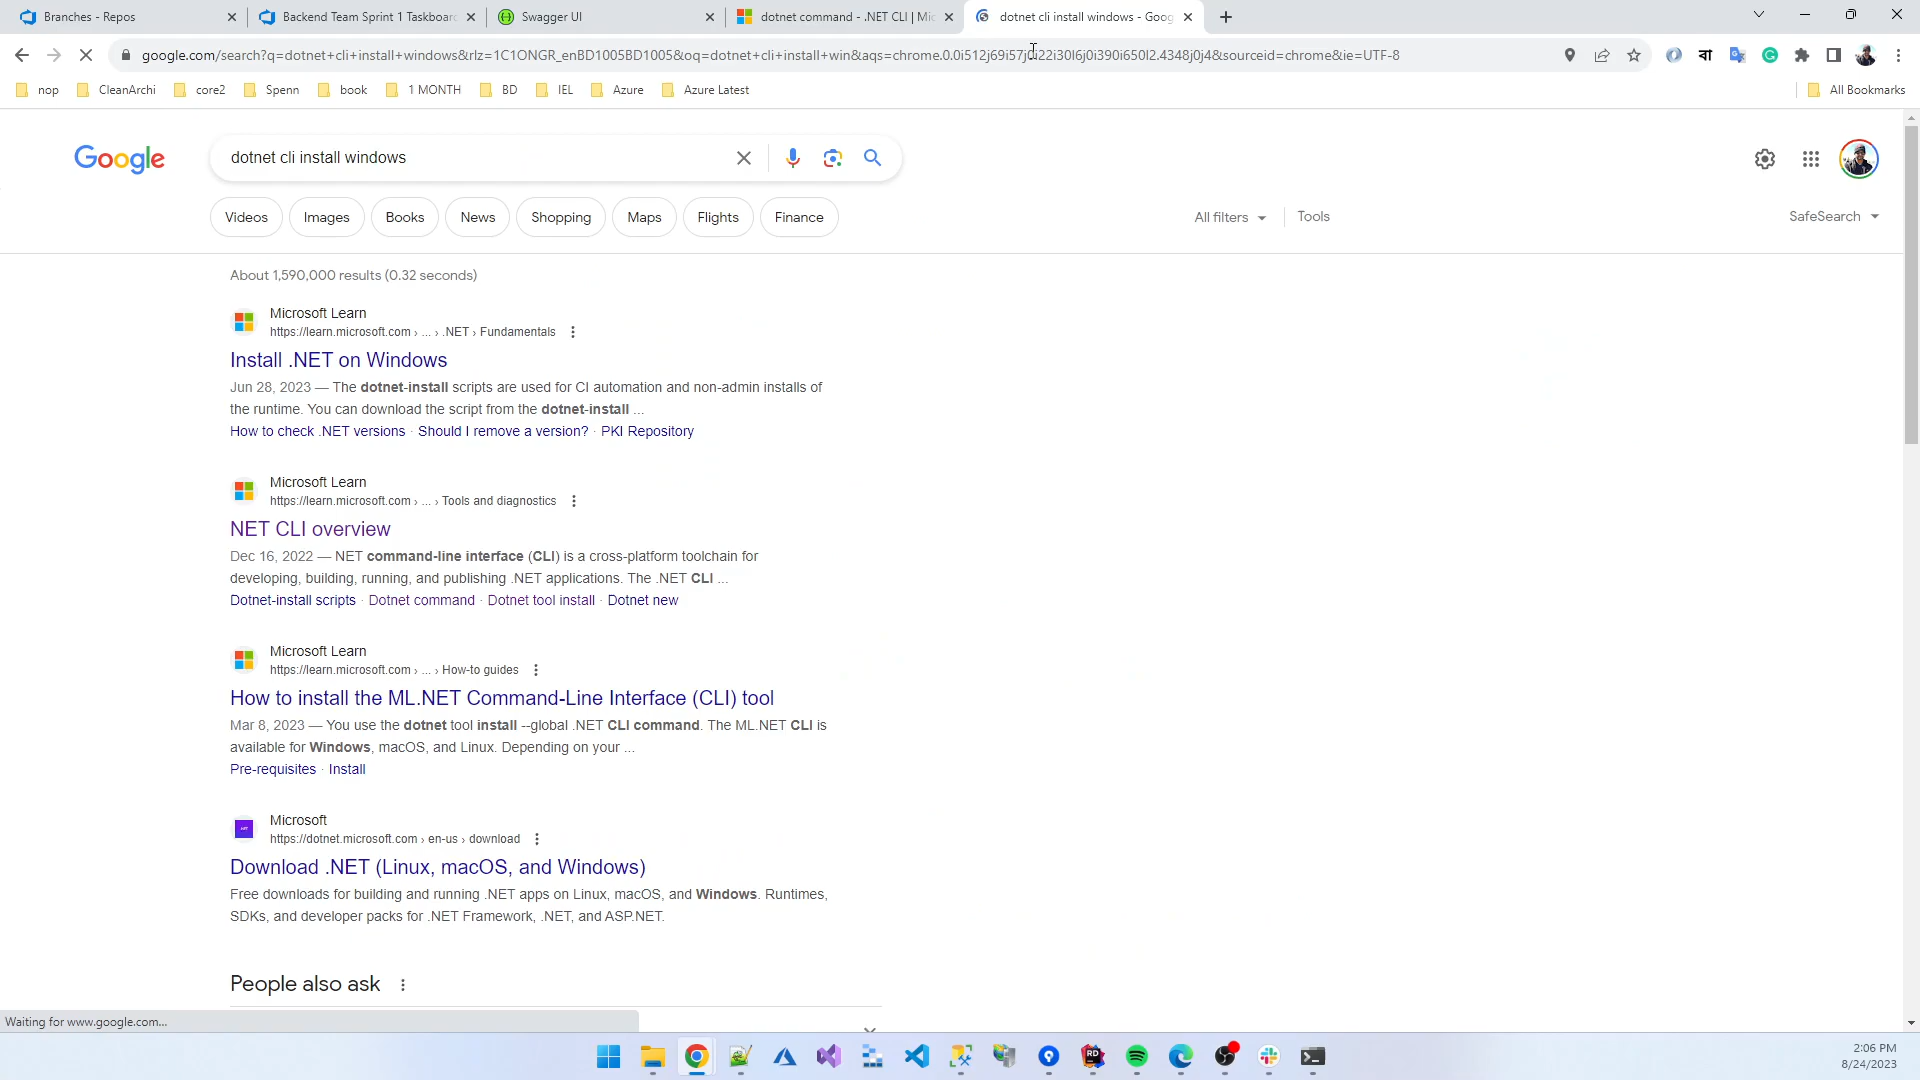 Branches - Repos
Backend Team Sprint 1 Taskboard
Swagger UI
dotnet command - .NET CLI | Mic
dotnet cli install windows - Goog
google.com/search?q=dotnet+cli+install+windows&rlz=1C1ONGR_enBD1005BD1005&oq=dotnet+cli+install+win&aqs=chrome.0.0i512j69i57j0i22i30l6j0i390i650l2.4348j0j4&sourceid=chrome&ie=UTF-8
nop
CleanArchi
core2
Spenn
book
1 MONTH
BD
IEL
Azure
Azure Latest
All Bookmarks
Google
dotnet cli install windows
Videos
Images
Books
News
Shopping
Maps
Flights
Finance
All filters
Tools
SafeSearch
About 1,590,000 results (0.32 seconds)
Microsoft Learn
https://learn.microsoft.com › ... › .NET › Fundamentals
Install .NET on Windows
Jun 28, 2023 — The dotnet-install scripts are used for CI automation and non-admin installs of
the runtime. You can download the script from the dotnet-install ...
How to check .NET versions · Should I remove a version? · PKI Repository
Microsoft Learn
https://learn.microsoft.com › ... › Tools and diagnostics
NET CLI overview
Dec 16, 2022 — NET command-line interface (CLI) is a cross-platform toolchain for
developing, building, running, and publishing .NET applications. The .NET CLI ...
Dotnet-install scripts · Dotnet command · Dotnet tool install · Dotnet new
Microsoft Learn
https://learn.microsoft.com › ... › How-to guides
How to install the ML.NET Command-Line Interface (CLI) tool
Mar 8, 2023 — You use the dotnet tool install --global .NET CLI command. The ML.NET CLI is
available for Windows, macOS, and Linux. Depending on your ...
Pre-requisites · Install
Microsoft
https://dotnet.microsoft.com › en-us › download
Download .NET (Linux, macOS, and Windows)
Free downloads for building and running .NET apps on Linux, macOS, and Windows. Runtimes,
SDKs, and developer packs for .NET Framework, .NET, and ASP.NET.
People also ask
Waiting for www.google.com...
2:06 PM
8/24/2023